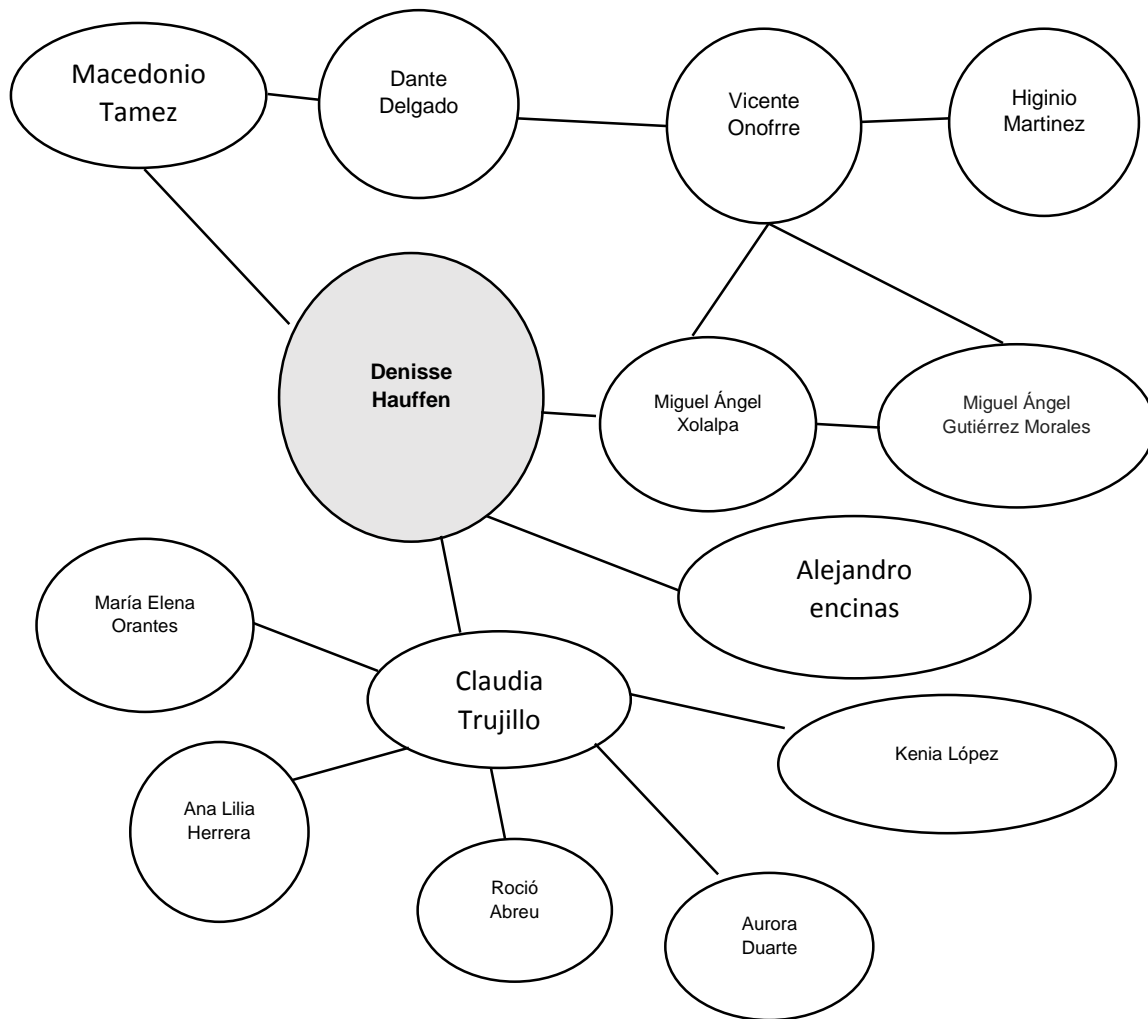 Macedonio
Tamez
Dante
Delgado
Vicente
Onofrre
Higinio
Martinez
Denisse
Hauffen
Miguel Ángel
Xolalpa
Miguel Ángel
Gutiérrez Morales
Alejandro
encinas
María Elena
Orantes
Claudia
Trujillo
Kenia López
Ana Lilia
Herrera
Roció
Abreu
Aurora
Duarte